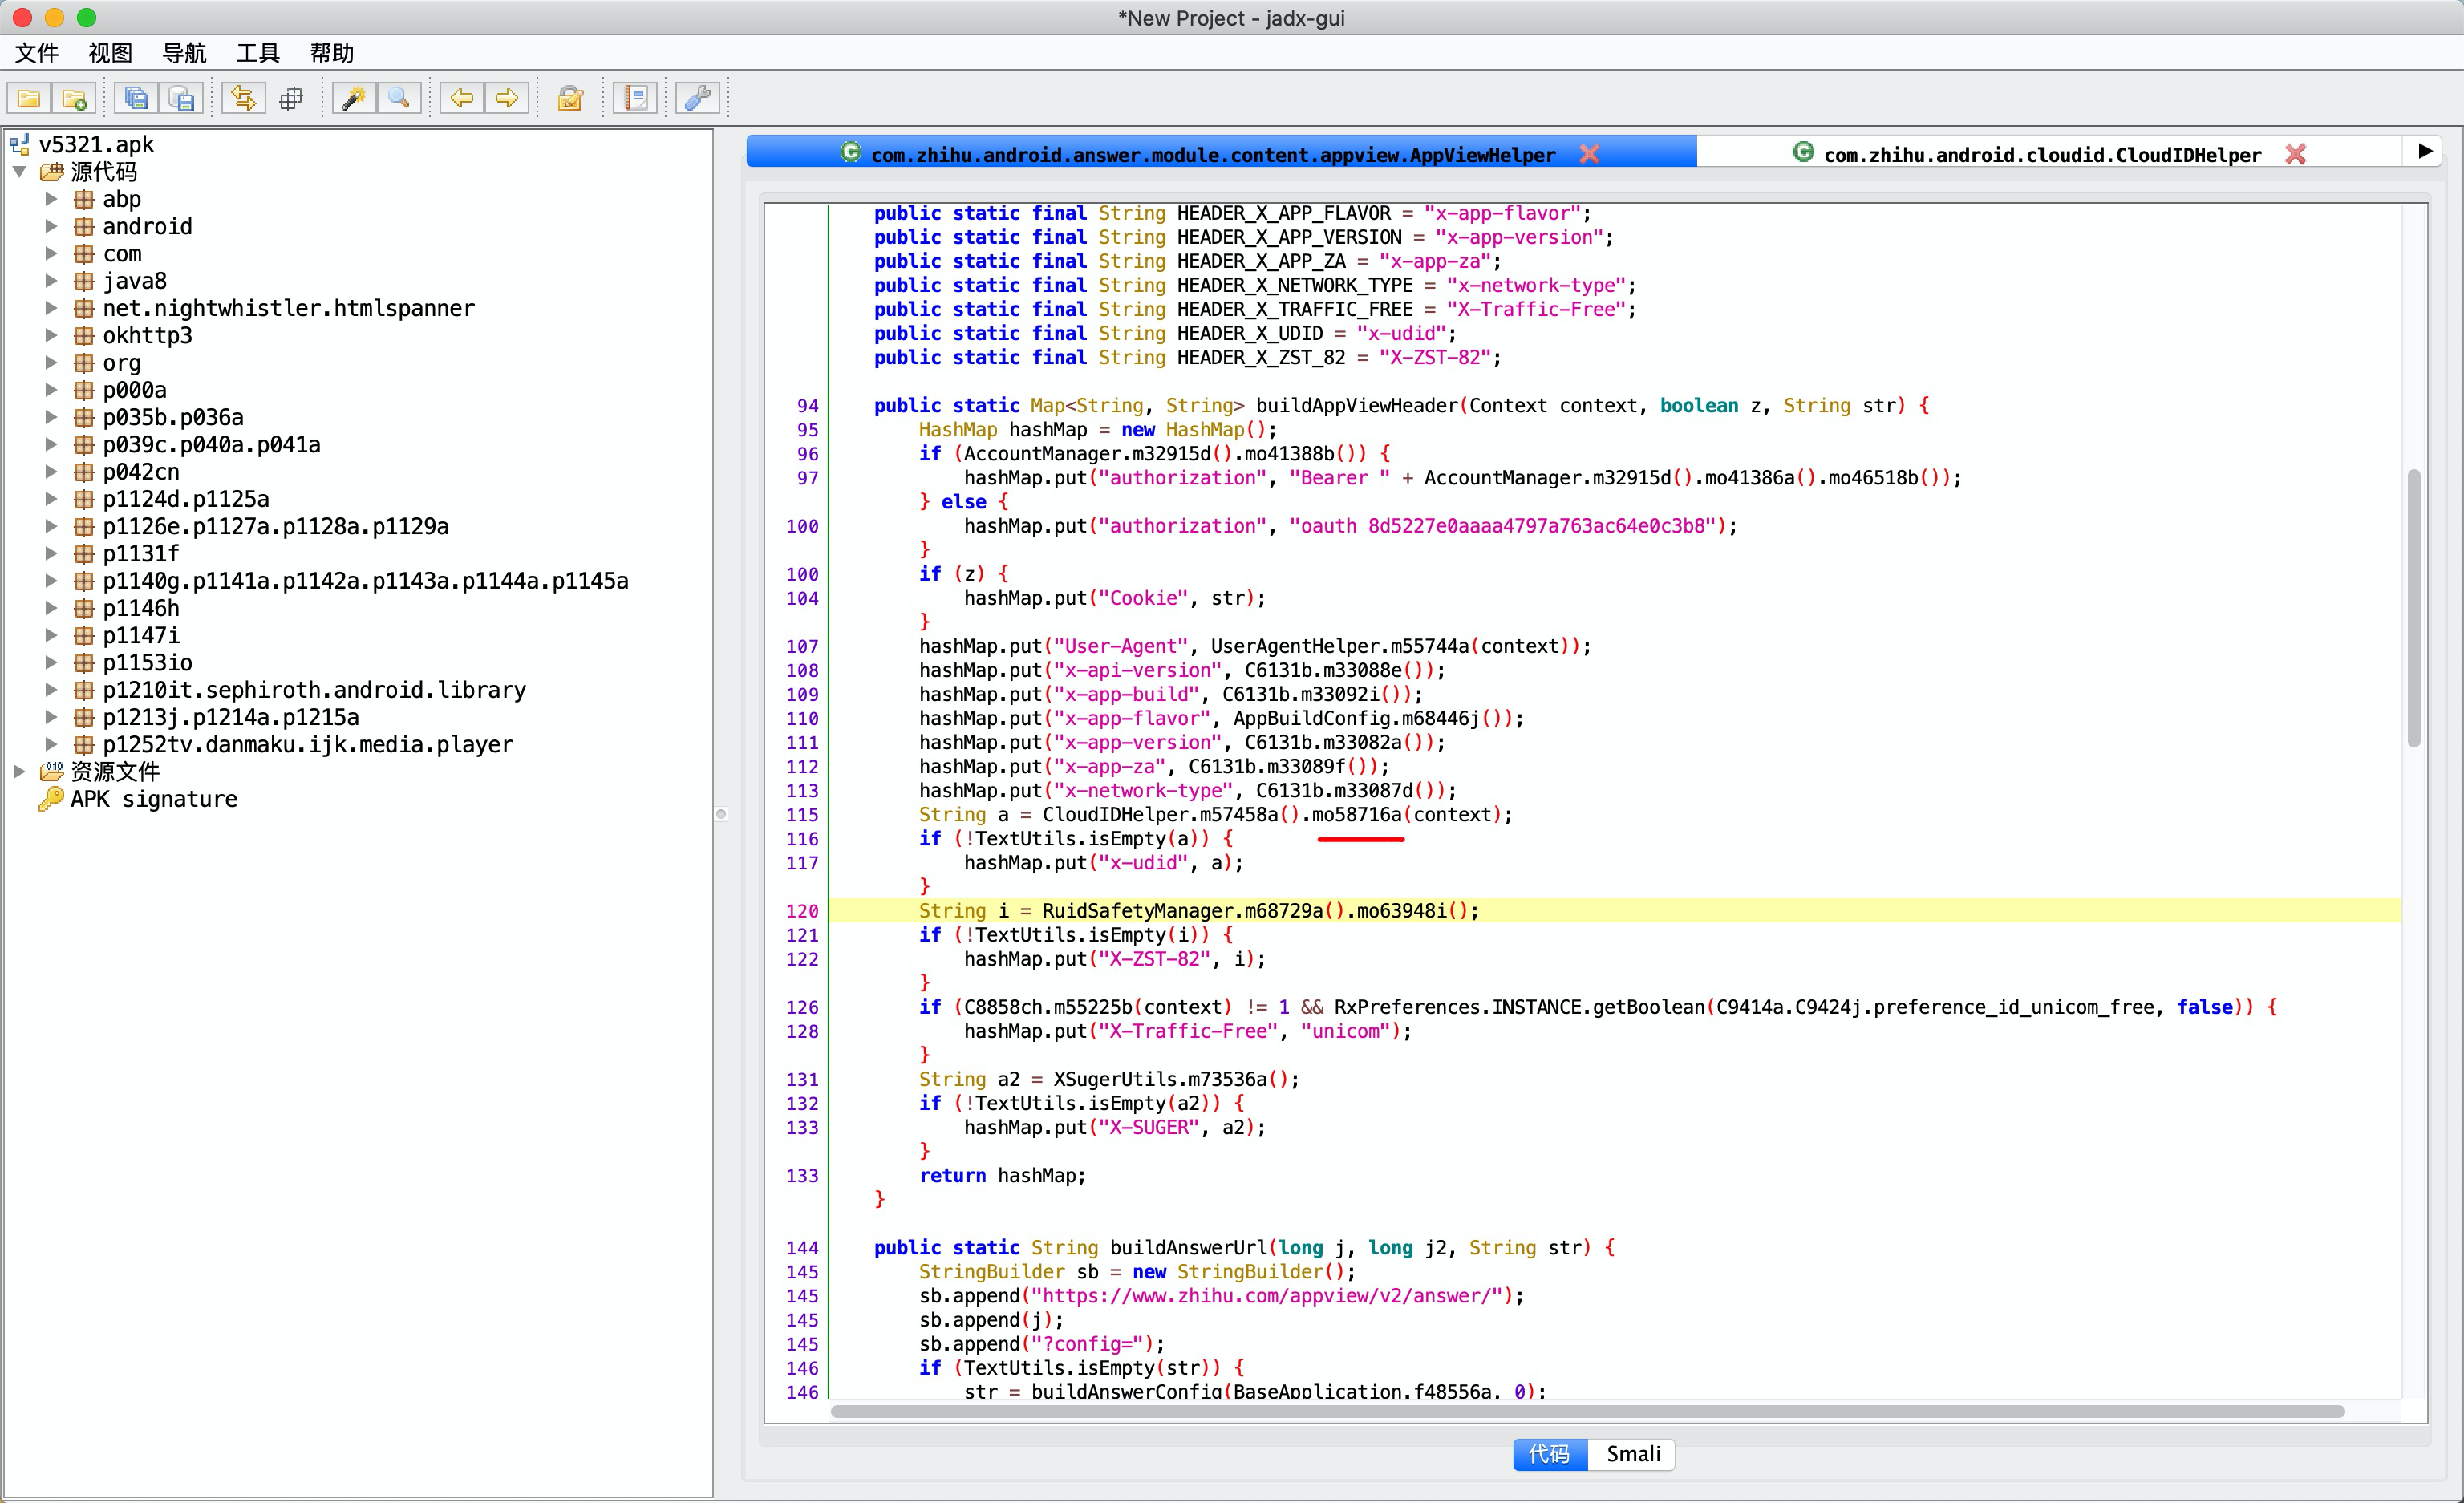 *New Project - jadx-gui
文件 视图 导航 工具 帮助
v5321.apk
源代码
abp
android
com
java8
net.nightwhistler.htmlspanner
okhttp3
org
p000a
p035b.p036a
p039c.p040a.p041a
p042cn
p1124d.p1125a
p1126e.p1127a.p1128a.p1129a
p1131f
p1140g.p1141a.p1142a.p1143a.p1144a.p1145a
p1146h
p1147i
p1153io
p1210it.sephiroth.android.library
p1213j.p1214a.p1215a
p1252tv.danmaku.ijk.media.player
资源文件
APK signature
com.zhihu.android.answer.module.content.appview.AppViewHelper com.zhihu.android.cloudid.CloudIDHelper
public static final String HEADER_X_APP_FLAVOR = "x-app-flavor";
public static final String HEADER_X_APP_VERSION = "x-app-version";
public static final String HEADER_X_APP_ZA = "x-app-za";
public static final String HEADER_X_NETWORK_TYPE = "x-network-type";
public static final String HEADER_X_TRAFFIC_FREE = "X-Traffic-Free";
public static final String HEADER_X_UDID = "x-udid";
public static final String HEADER_X_ZST_82 = "X-ZST-82";
94 public static Map<String, String> buildAppViewHeader(Context context, boolean z, String str) {
95 HashMap hashMap = new HashMap();
96 if (AccountManager.m32915d().mo41388b()) {
97 hashMap.put("authorization", "Bearer " + AccountManager.m32915d().mo41386a().mo46518b());
} else {
100 hashMap.put("authorization", "oauth 8d5227e0aaaa4797a763ac64e0c3b8");
}
100 if (z) {
104 hashMap.put("Cookie", str);
}
107 hashMap.put("User-Agent", UserAgentHelper.m55744a(context));
108 hashMap.put("x-api-version", C6131b.m33088e());
109 hashMap.put("x-app-build", C6131b.m33092i());
110 hashMap.put("x-app-flavor", AppBuildConfig.m68446j());
111 hashMap.put("x-app-version", C6131b.m33082a());
112 hashMap.put("x-app-za", C6131b.m33089f());
113 hashMap.put("x-network-type", C6131b.m33087d());
115 String a = CloudIDHelper.m57458a().mo58716a(context);
116 if (!TextUtils.isEmpty(a)) {
117 hashMap.put("x-udid", a);
}
120 String i = RuidSafetyManager.m68729a().mo63948i();
121 if (!TextUtils.isEmpty(i)) {
122 hashMap.put("X-ZST-82", i);
}
126 if (C8858ch.m55225b(context) != 1 && RxPreferences.INSTANCE.getBoolean(C9414a.C9424j.preference_id_unicom_free, false)) {
128 hashMap.put("X-Traffic-Free", "unicom");
}
131 String a2 = XSugerUtils.m73536a();
132 if (!TextUtils.isEmpty(a2)) {
133 hashMap.put("X-SUGER", a2);
}
133 return hashMap;
}
144 public static String buildAnswerUrl(long j, long j2, String str) {
145 StringBuilder sb = new StringBuilder();
145 sb.append("https://www.zhihu.com/appview/v2/answer/");
145 sb.append(j);
145 sb.append("?config=");
146 if (TextUtils.isEmpty(str)) {
146 str = buildAnswerConfig(BaseApplication.f48556a, 0);
代码 Smali